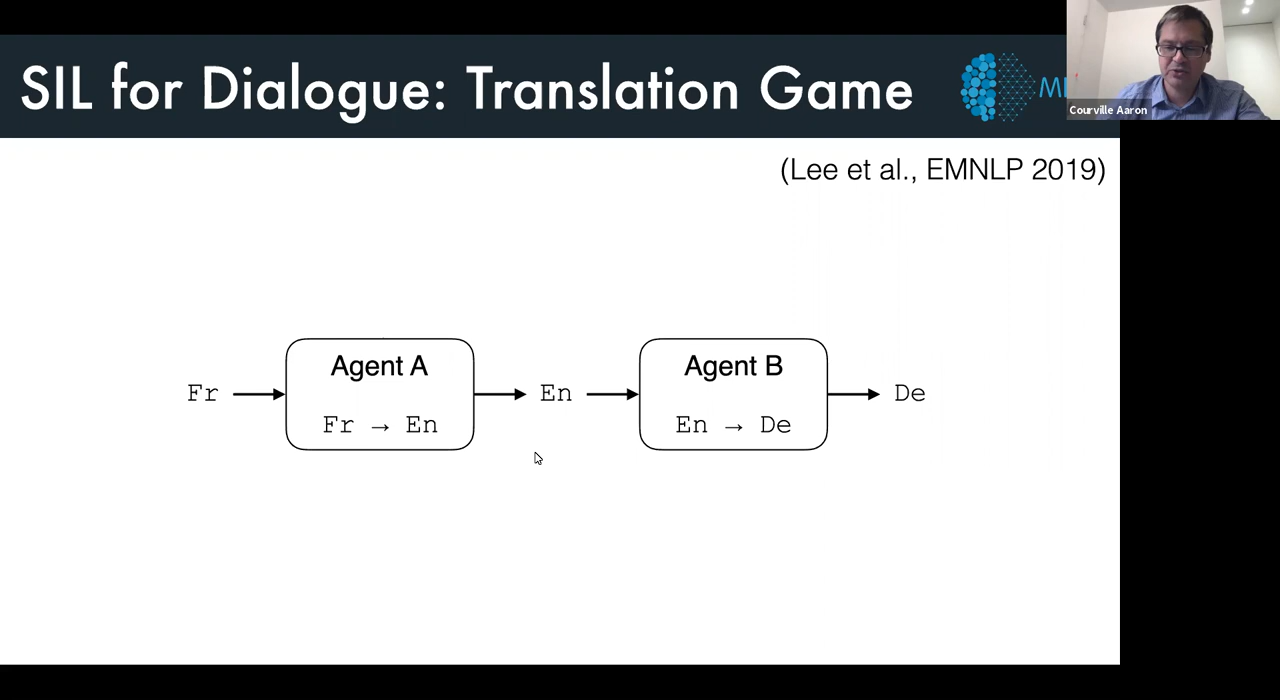 SIL for Dialogue: Translation Game
Courville Aaron
(Lee et al., EMNLP 2019)
Agent A
Agent B
Fr
En
De
Fr → En
En → De